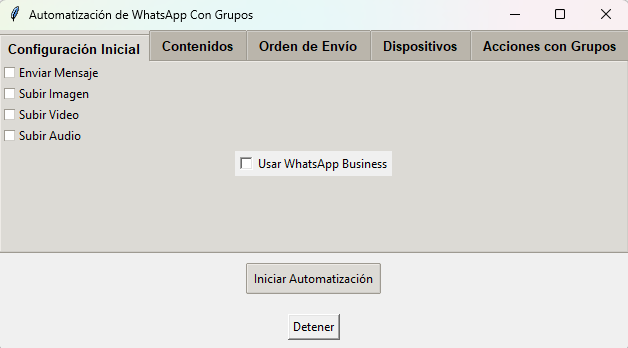 Automatización de WhatsApp Con Grupos
Configuración Inicial Contenidos Orden de Envío Dispositivos Acciones con Grupos
Enviar Mensaje
Subir Imagen
Subir Video
Subir Audio
Usar WhatsApp Business
Iniciar Automatización
Detener